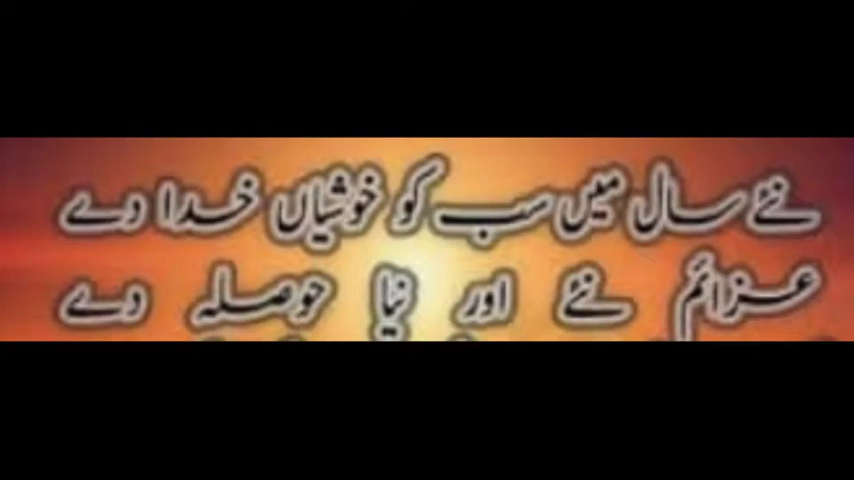 نئے سال میں سب کو خوشیاں خدا دے
عزائم نئے اور نیا حوصلہ دے